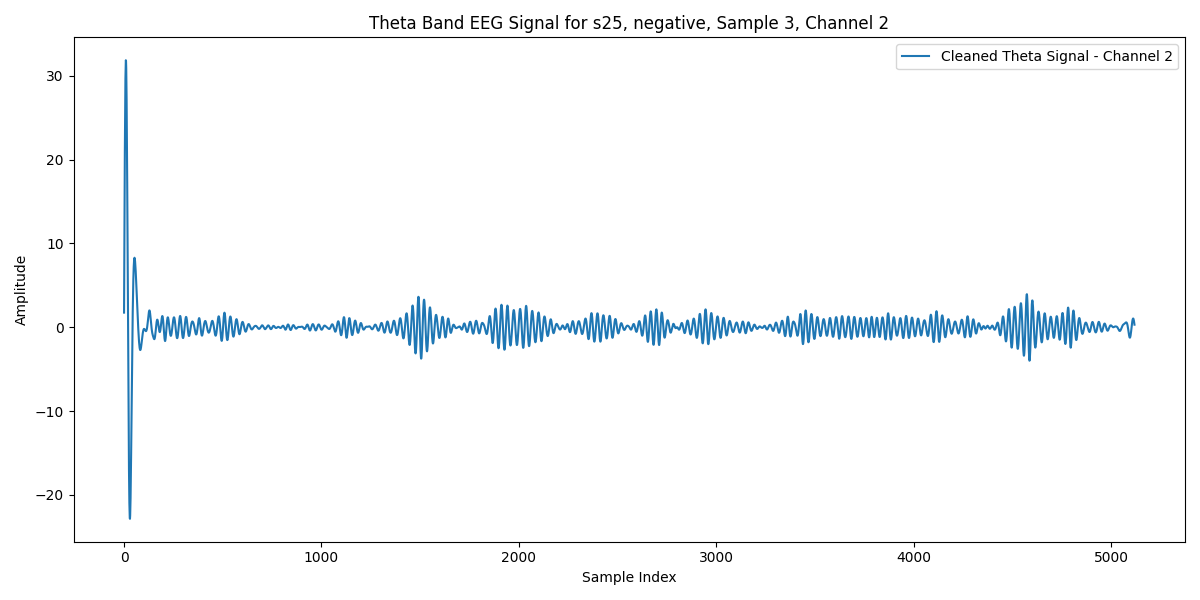 Theta Band EEG Signal for s25, negative, Sample 3, Channel 2
Cleaned Theta Signal - Channel 2
Amplitude
30
20
10
0
−10
−20
0 1000 2000 3000 4000 5000
Sample Index